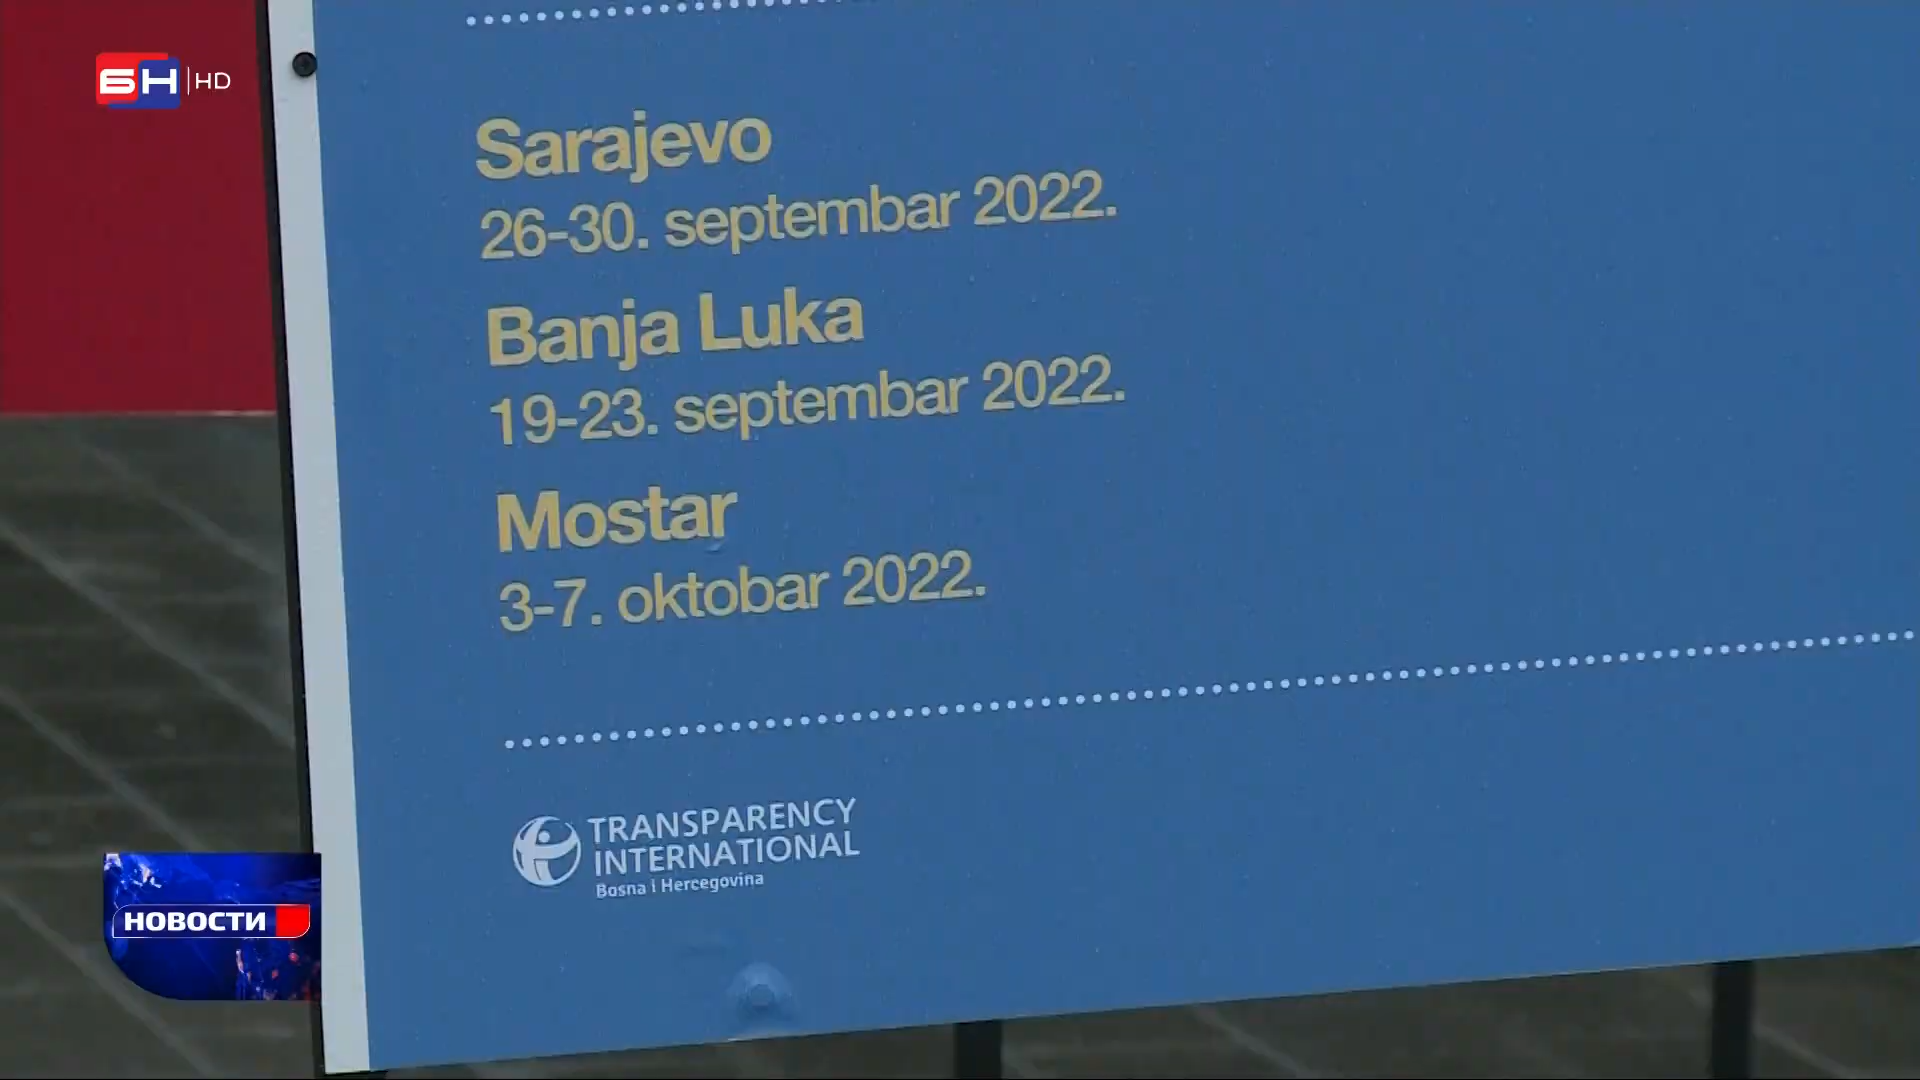 БН HD
Sarajevo
26-30. septembar 2022.
Banja Luka
19-23. septembar 2022.
Mostar
3-7. oktobar 2022.
TRANSPARENCY
INTERNATIONAL
Bosna i Hercegovina
НОВОСТИ